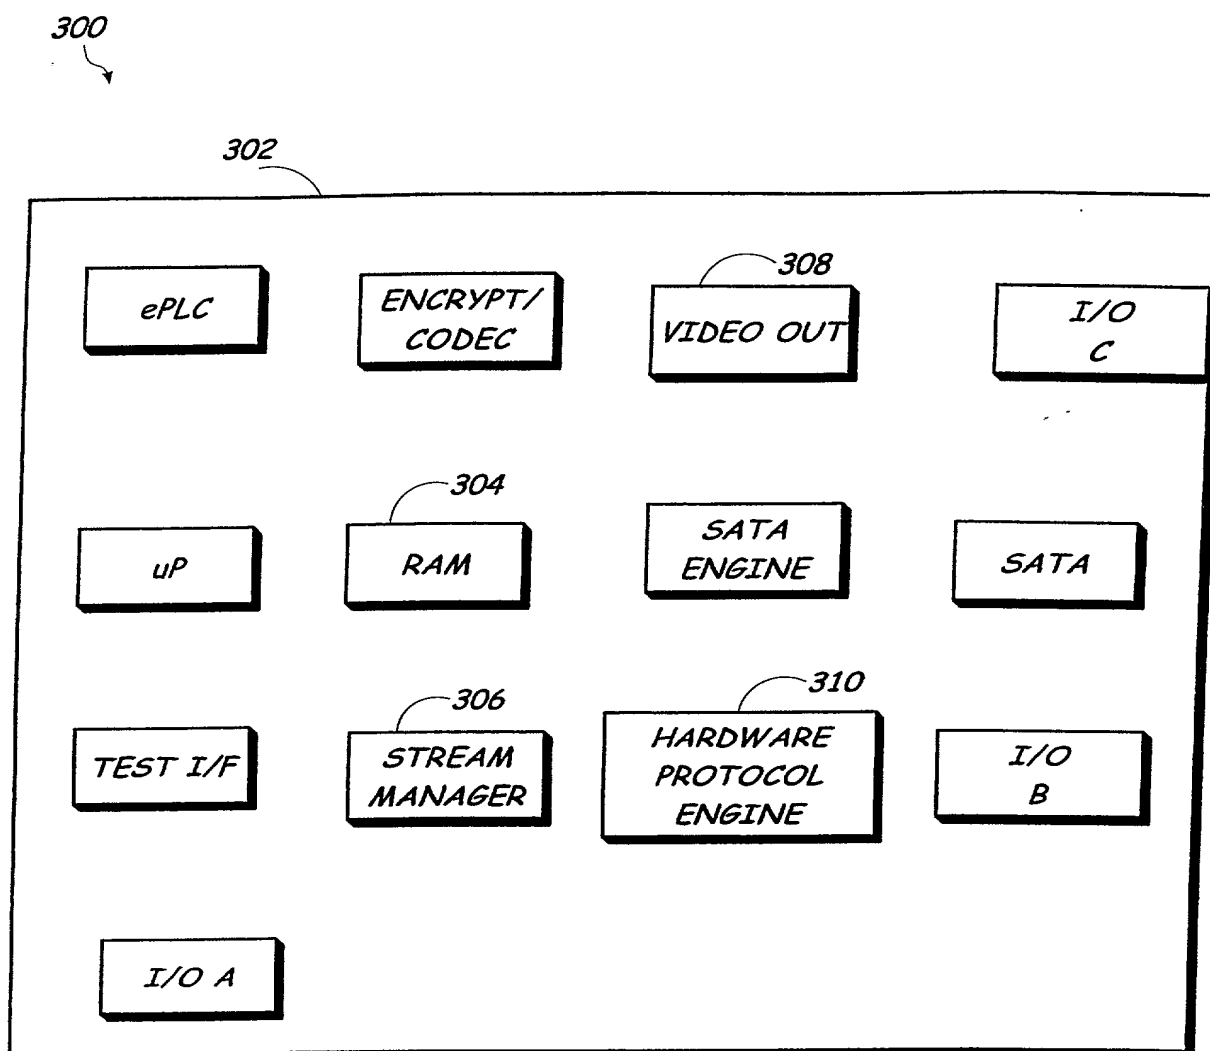 300
302
308
ePLC
ENCRYPT/
CODEC
VIDEO OUT
I/O
C
304
uP
RAM
SATA
ENGINE
SATA
306
310
TEST I/F
STREAM
MANAGER
HARDWARE
PROTOCOL
ENGINE
I/O
B
I/O A